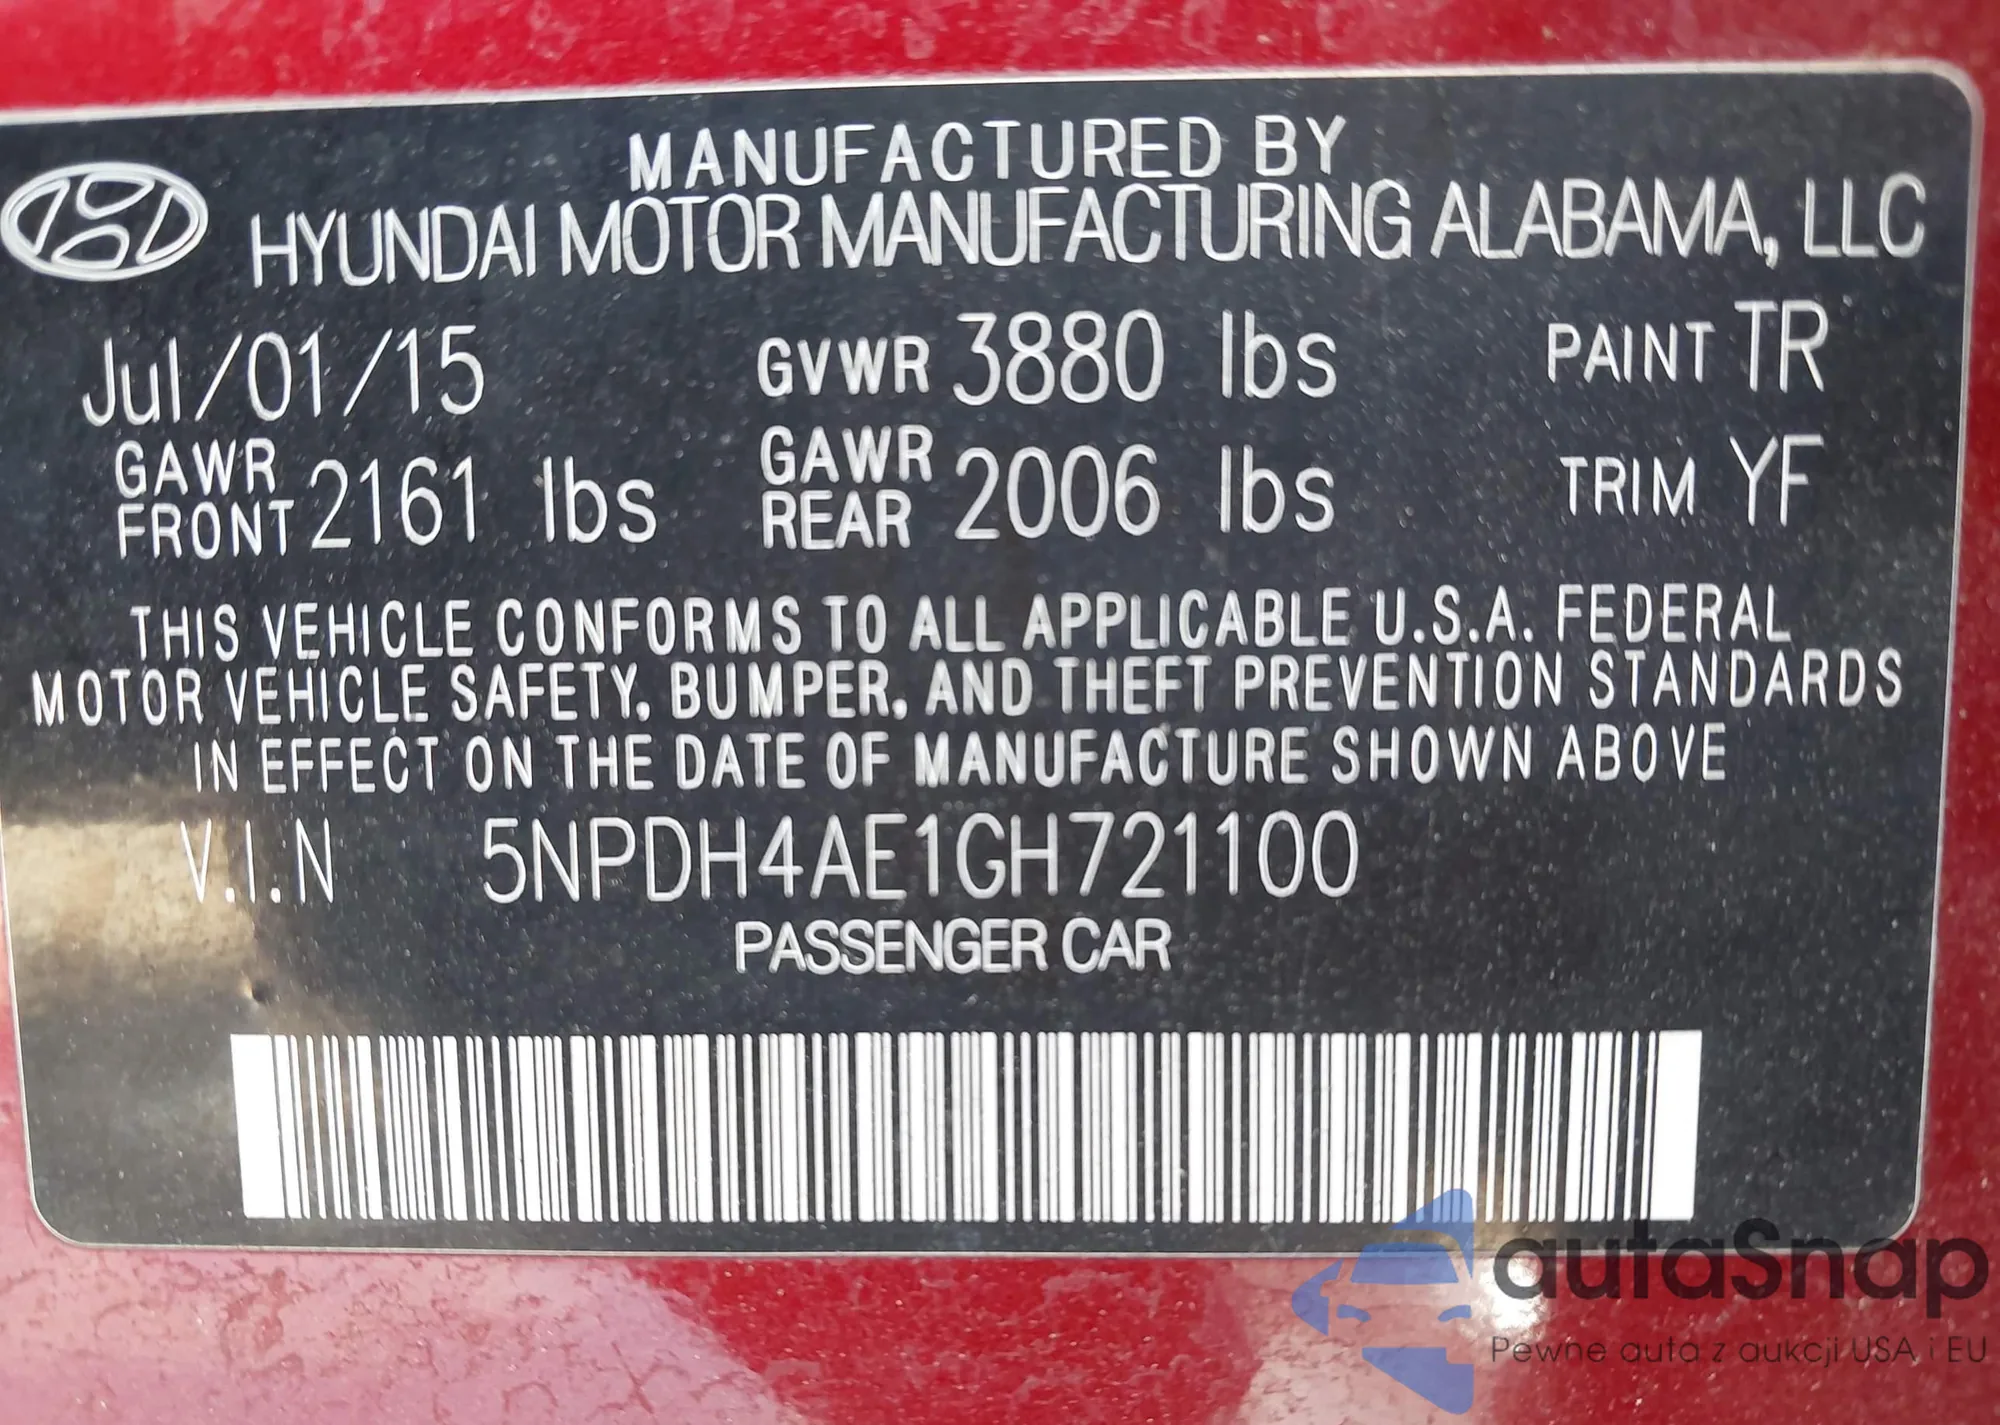 MANUFACTURED BY
HYUNDAI MOTOR MANUFACTURING ALABAMA, LLC
Jul/01/15 GVWR 3880 lbs PAINT TR
GAWR FRONT 2161 lbs GAWR REAR 2006 lbs TRIM YF
THIS VEHICLE CONFORMS TO ALL APPLICABLE U.S.A. FEDERAL
MOTOR VEHICLE SAFETY, BUMPER, AND THEFT PREVENTION STANDARDS
IN EFFECT ON THE DATE OF MANUFACTURE SHOWN ABOVE
V.I.N 5NPDH4AE1GH721100
PASSENGER CAR
autaSnap
Pewne auta z aukcji USA i EU